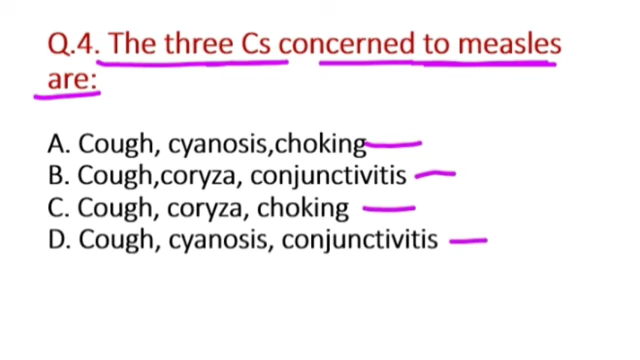 Q.4. The three Cs concerned to measles
are:
A. Cough, cyanosis,choking
B. Cough,coryza, conjunctivitis
C. Cough, coryza, choking
D. Cough, cyanosis, conjunctivitis